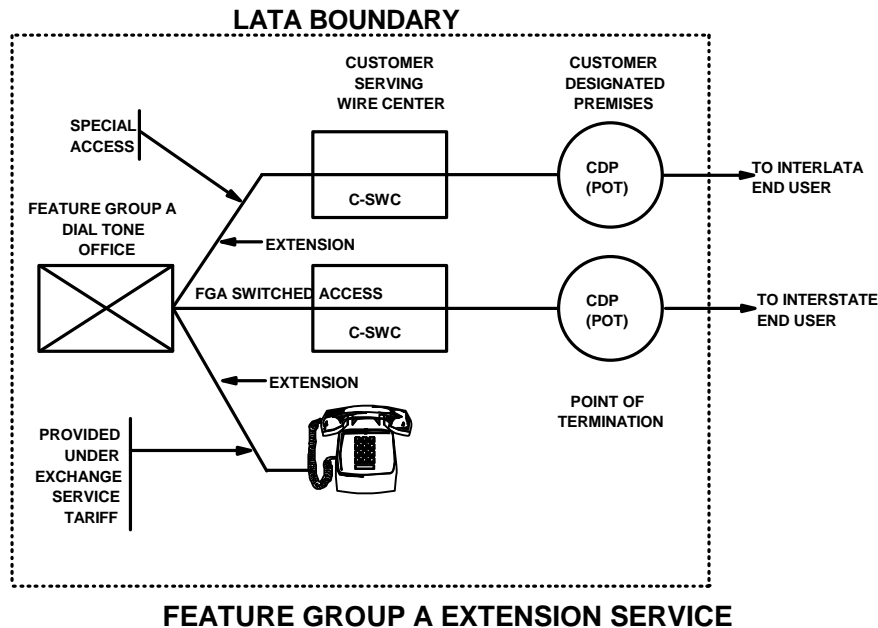 LATA BOUNDARY
CUSTOMER
SERVING
WIRE CENTER
CUSTOMER
DESIGNATED
PREMISES
SPECIAL
ACCESS
CDP
(POT)
TO INTERLATA
END USER
C-SWC
FEATURE GROUP A
DIAL TONE
OFFICE
EXTENSION
FGA SWITCHED ACCESS
CDP
(POT)
TO INTERSTATE
END USER
C-SWC
EXTENSION
POINT OF
TERMINATION
PROVIDED
UNDER
EXCHANGE
SERVICE
TARIFF
FEATURE GROUP A EXTENSION SERVICE